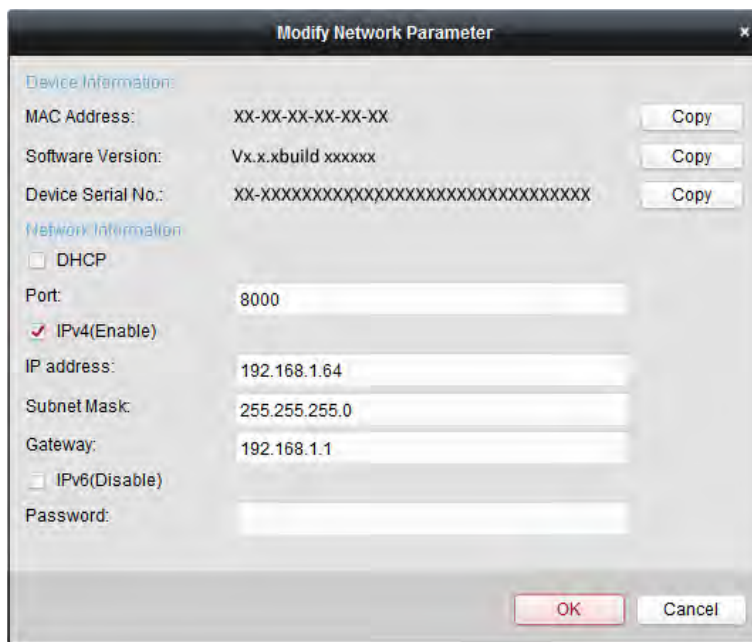 Modify Network Parameter ×
Device Information:
MAC Address: XX-XX-XX-XX-XX-XX Copy
Software Version: Vx.x.xbuild xxxxxx Copy
Device Serial No.: XX-XXXXXXXXXXXXXXXXXXXXXXXXXXXXXXXX Copy
Network Information
DHCP
Port: 8000
IPv4(Enable)
IP address: 192.168.1.64
Subnet Mask: 255.255.255.0
Gateway: 192.168.1.1
IPv6(Disable)
Password:
OK Cancel